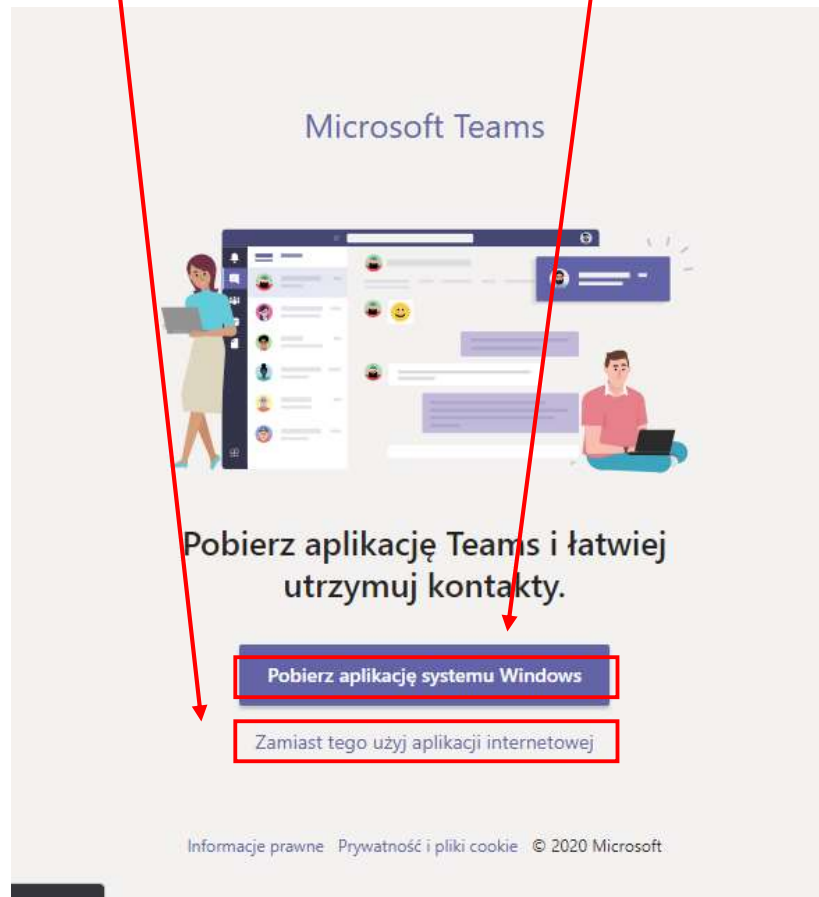 Microsoft Teams
Pobierz aplikację Teams i łatwiej
utrzymuj kontakty.
Pobierz aplikację systemu Windows
Zamiast tego użyj aplikacji internetowej
Informacje prawne Prywatność i pliki cookie © 2020 Microsoft